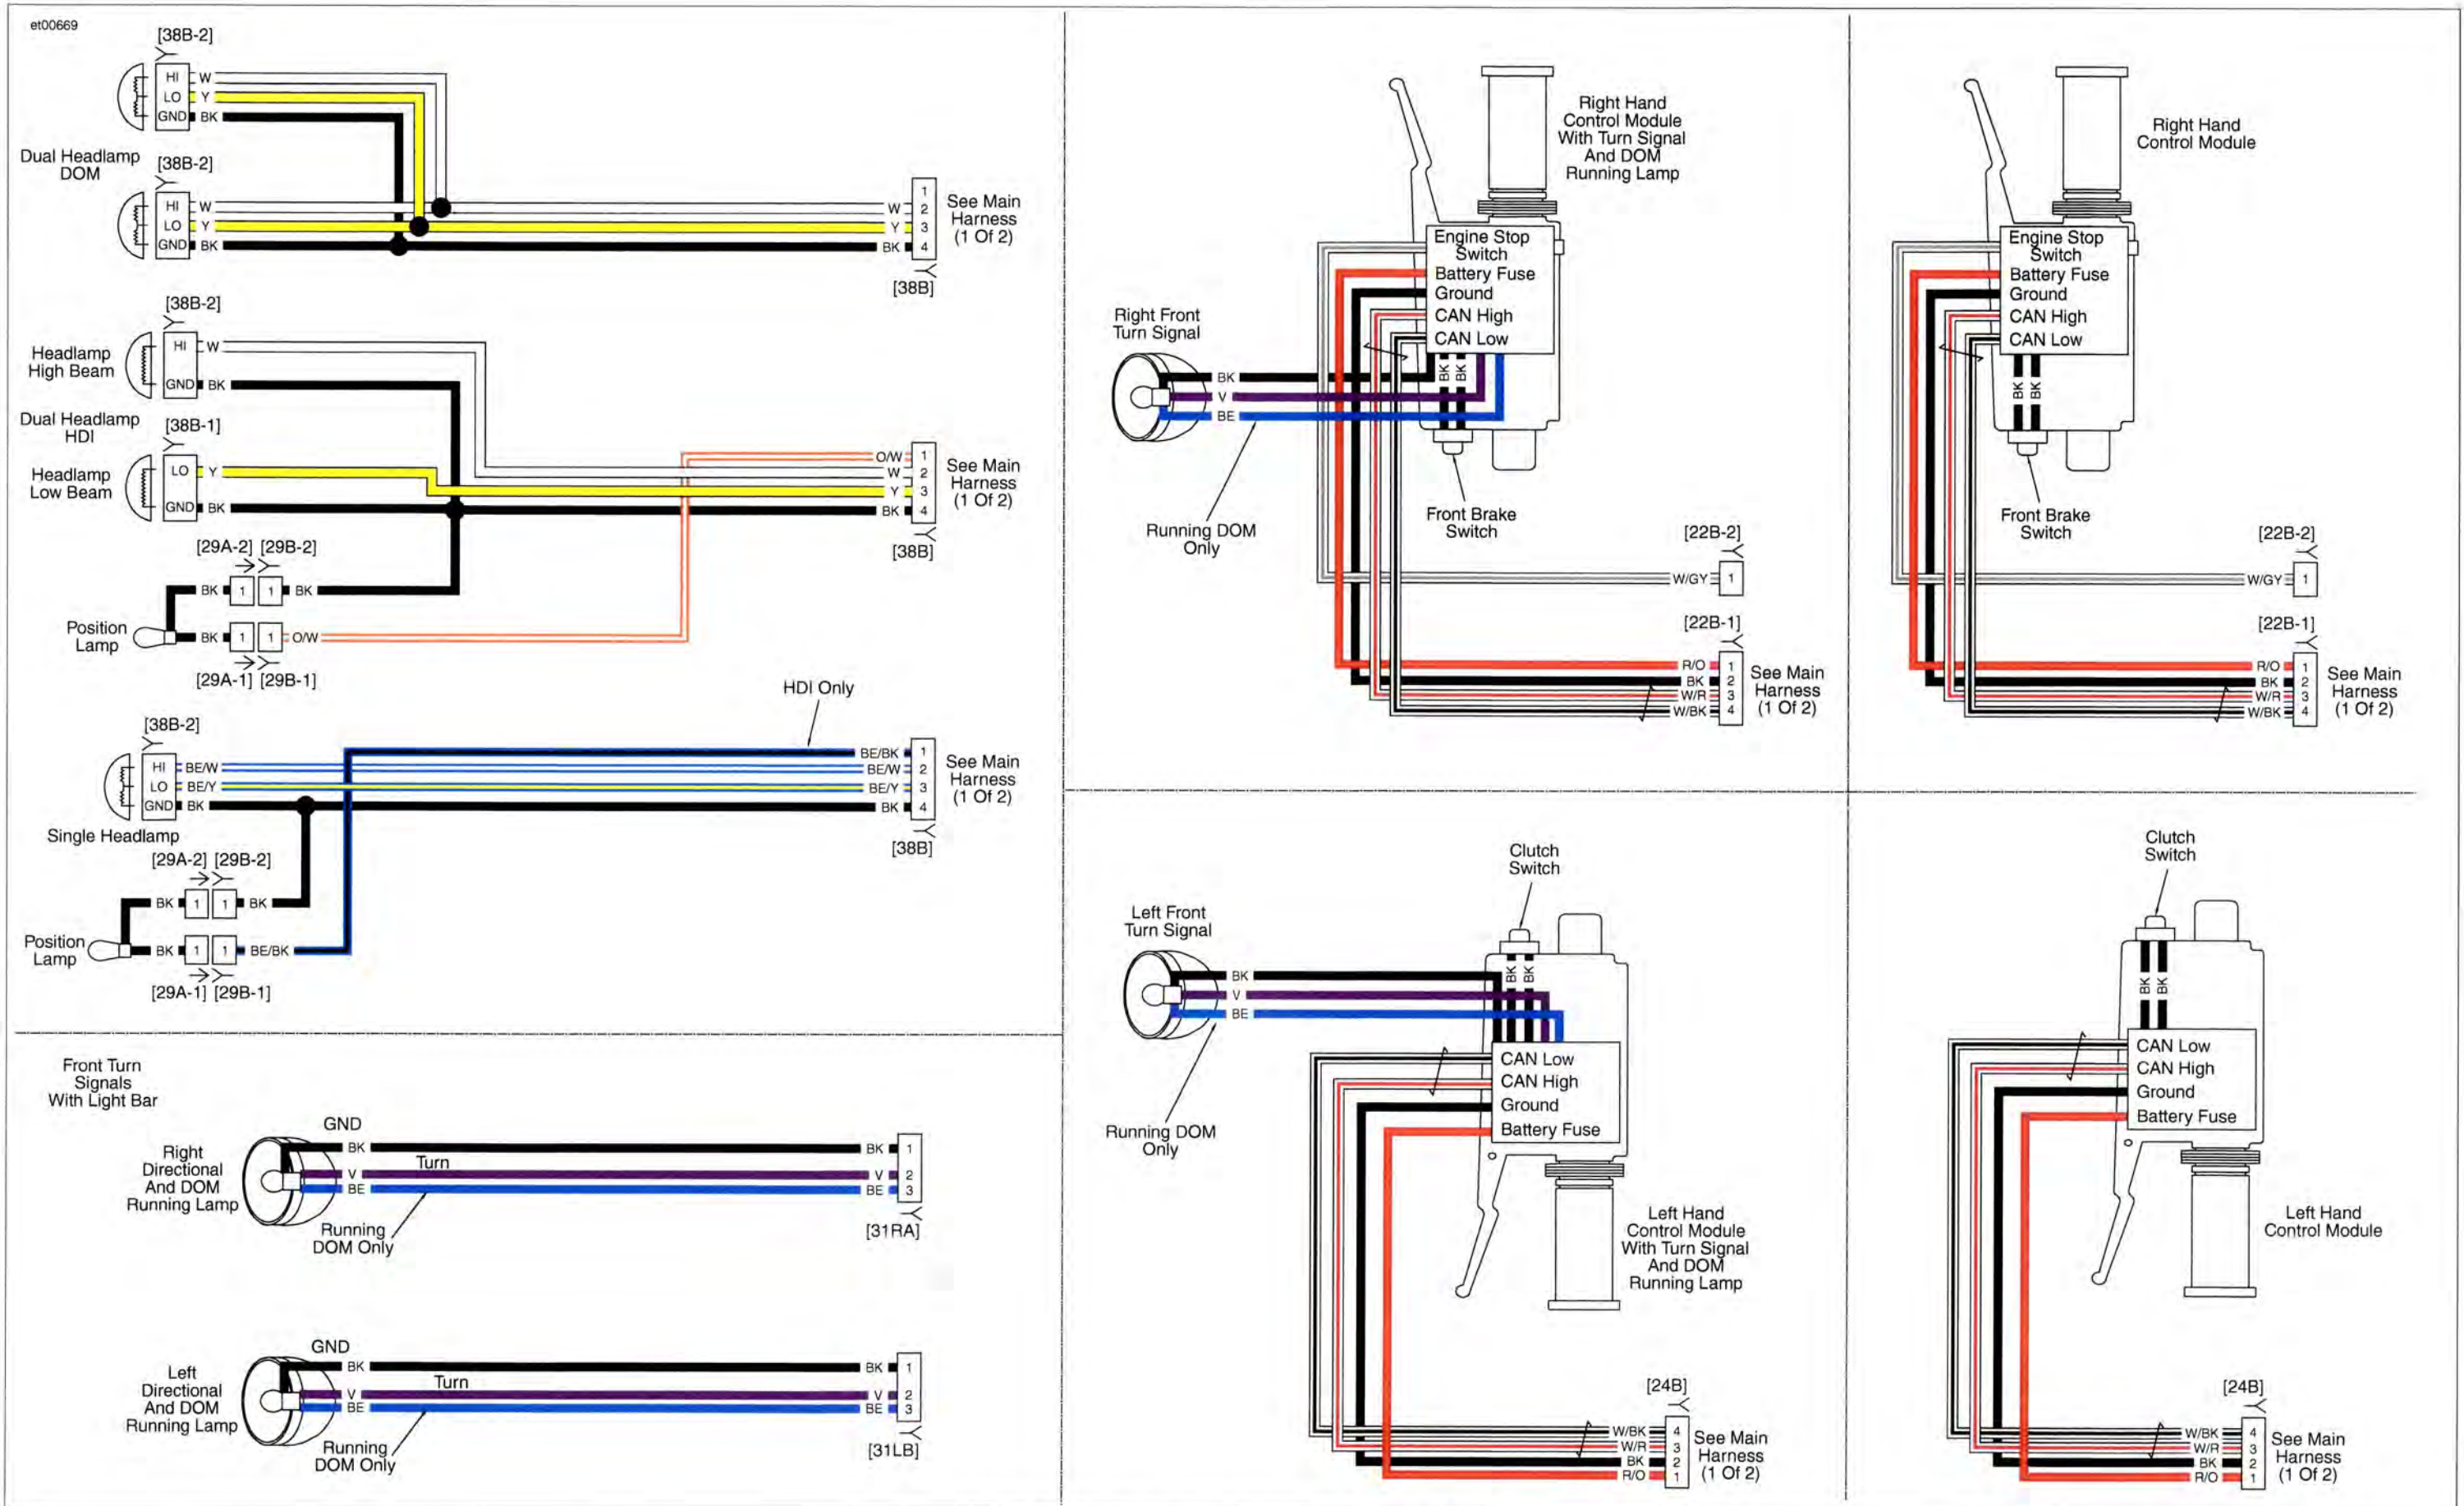 et00669
[38B-2]
HI W
LO Y
GND BK
Dual Headlamp
DOM
[38B-2]
HI W
LO Y
GND BK
1
W 2
Y 3
BK 4
See Main
Harness
(1 Of 2)
[38B]
[38B-2]
Headlamp
High Beam
HI W
GND BK
Dual Headlamp
HDI
[38B-1]
Headlamp
Low Beam
LO Y
GND BK
O/W 1
W 2
Y 3
BK 4
See Main
Harness
(1 Of 2)
[38B]
[29A-2] [29B-2]
BK 1 1 BK
Position
Lamp
BK 1 1 O/W
[29A-1] [29B-1]
HDI Only
[38B-2]
HI BE/W
LO BE/Y
GND BK
Single Headlamp
BE/BK 1
BE/W 2
BE/Y 3
BK 4
See Main
Harness
(1 Of 2)
[38B]
[29A-2] [29B-2]
BK 1 1 BK
Position
Lamp
BK 1 1 BE/BK
[29A-1] [29B-1]
Front Turn
Signals
With Light Bar
GND
Right
Directional
And DOM
Running Lamp
BK
Turn
V
BE
Running
DOM Only
BK 1
V 2
BE 3
[31RA]
GND
Left
Directional
And DOM
Running Lamp
BK
Turn
V
BE
Running
DOM Only
BK 1
V 2
BE 3
[31LB]
Right Hand
Control Module
With Turn Signal
And DOM
Running Lamp
Engine Stop
Switch
Battery Fuse
Ground
CAN High
CAN Low
BK
BK
Right Front
Turn Signal
BK
V
BE
Running DOM
Only
Front Brake
Switch
[22B-2]
W/GY 1
[22B-1]
R/O 1
BK 2
W/R 3
W/BK 4
See Main
Harness
(1 Of 2)
Right Hand
Control Module
Engine Stop
Switch
Battery Fuse
Ground
CAN High
CAN Low
BK
BK
Front Brake
Switch
[22B-2]
W/GY 1
[22B-1]
R/O 1
BK 2
W/R 3
W/BK 4
See Main
Harness
(1 Of 2)
Clutch
Switch
Left Front
Turn Signal
BK
V
BE
BK
BK
Running DOM
Only
CAN Low
CAN High
Ground
Battery Fuse
Left Hand
Control Module
With Turn Signal
And DOM
Running Lamp
[24B]
W/BK 4
W/R 3
BK 2
R/O 1
See Main
Harness
(1 Of 2)
Clutch
Switch
BK
BK
CAN Low
CAN High
Ground
Battery Fuse
Left Hand
Control Module
[24B]
W/BK 4
W/R 3
BK 2
R/O 1
See Main
Harness
(1 Of 2)